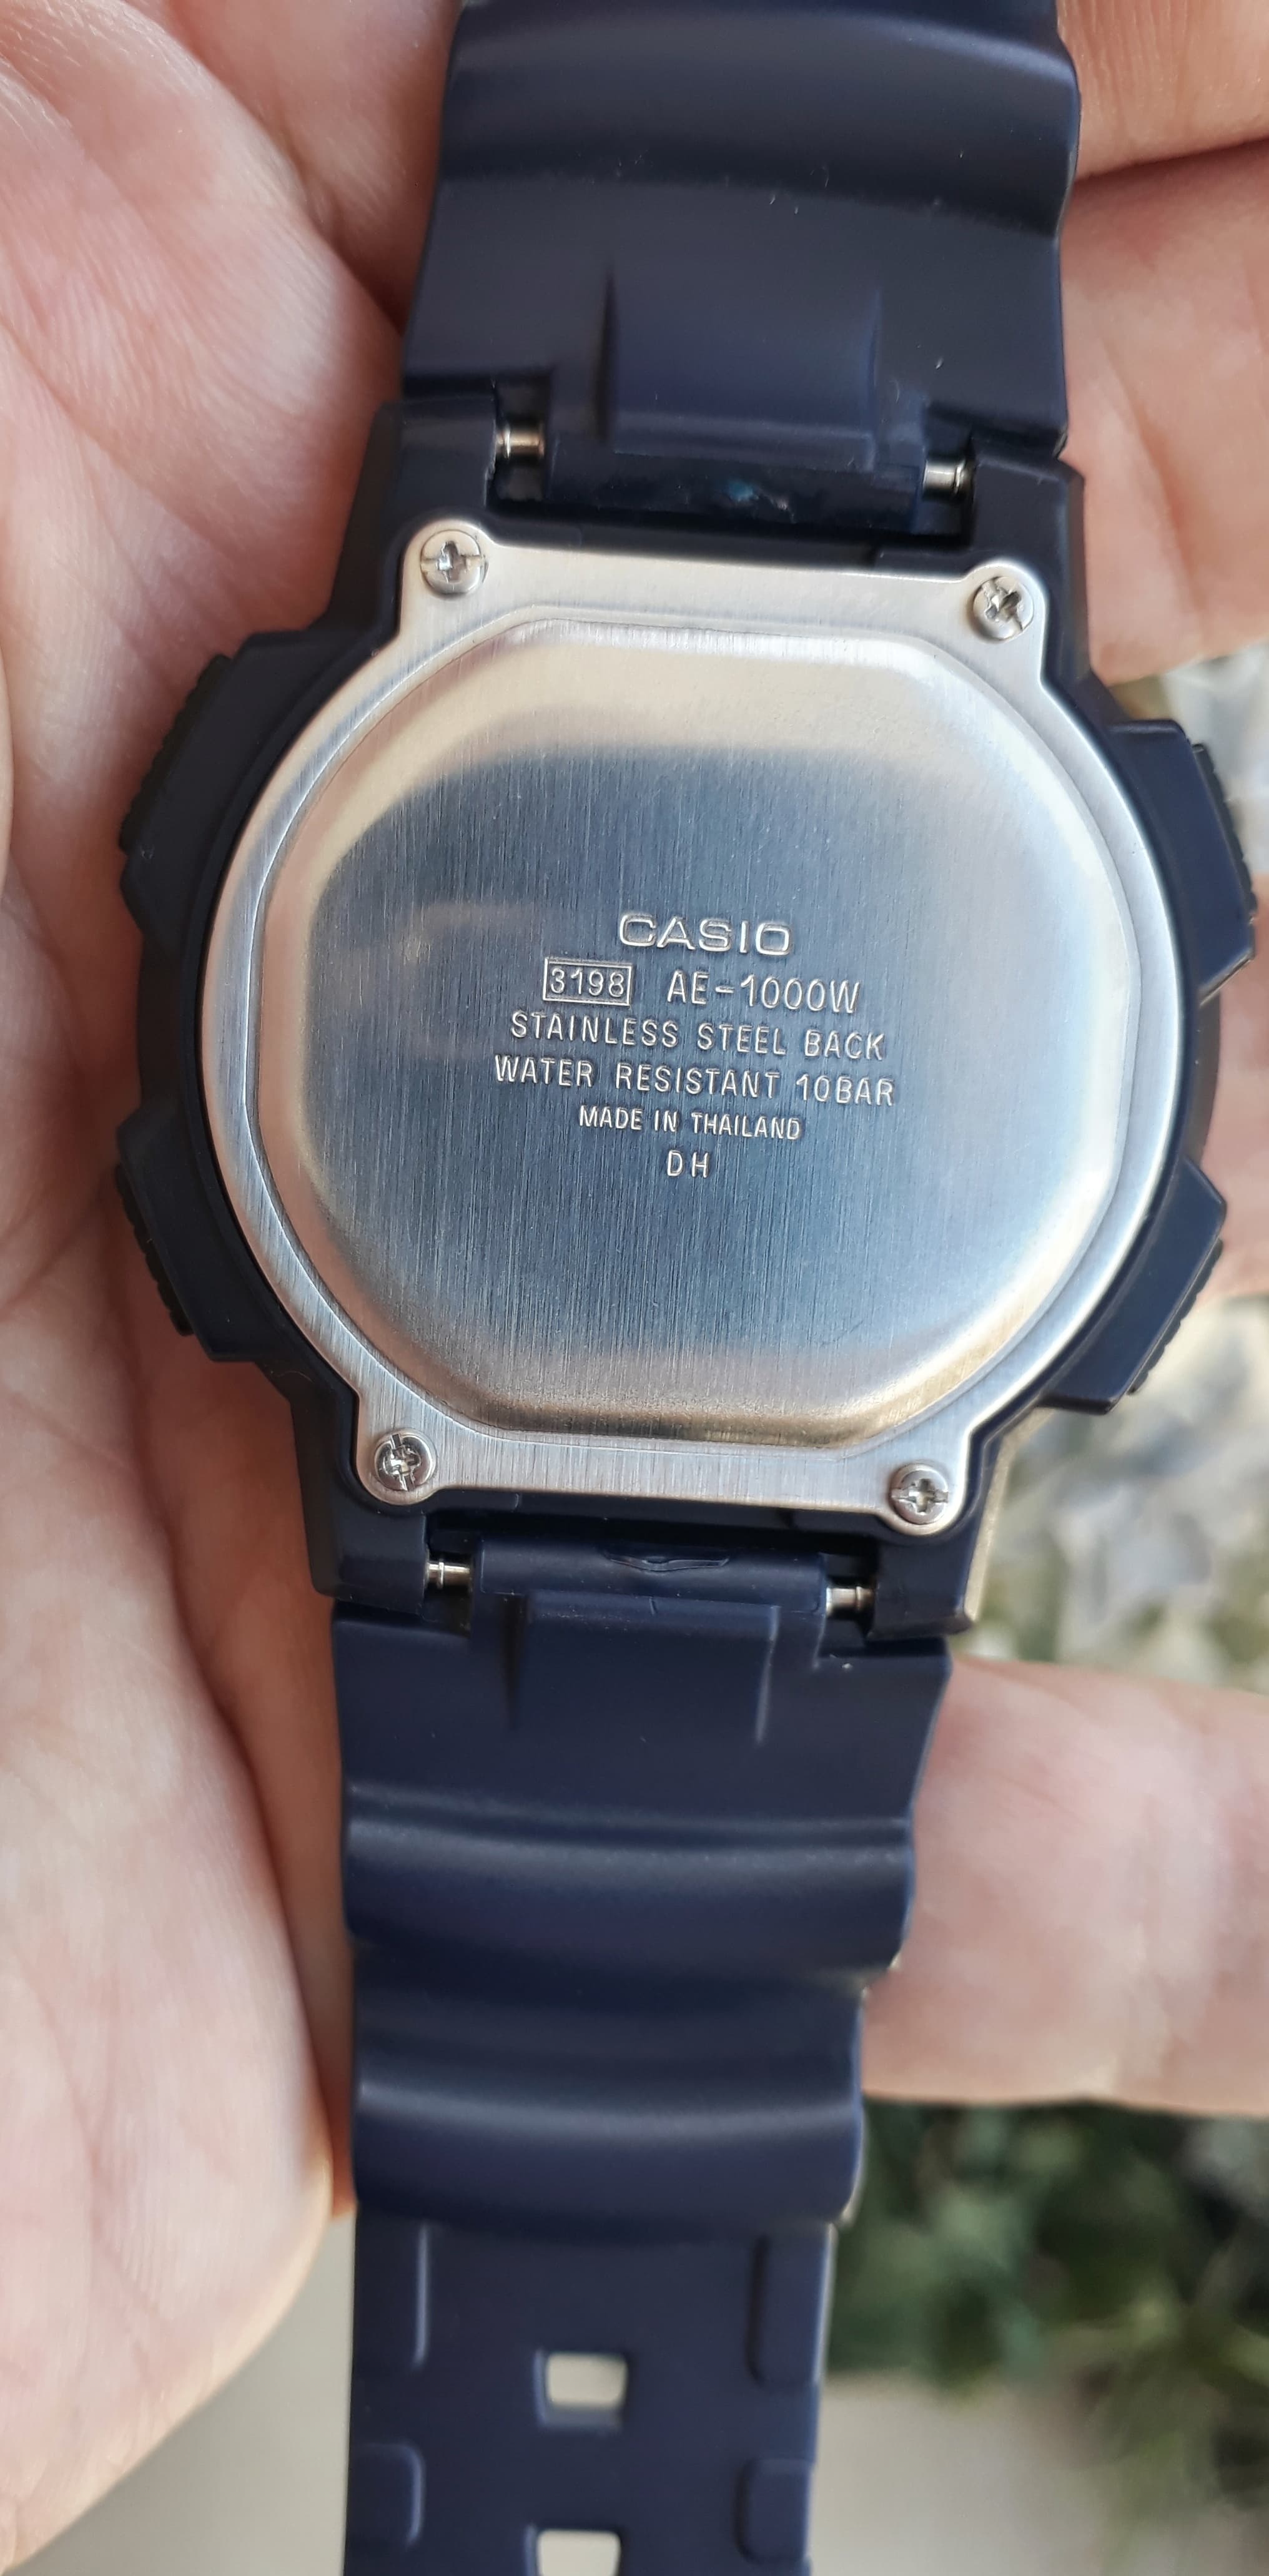 CASIO
3198 AE-1000W
STAINLESS STEEL BACK
WATER RESISTANT 10BAR
MADE IN THAILAND
DH